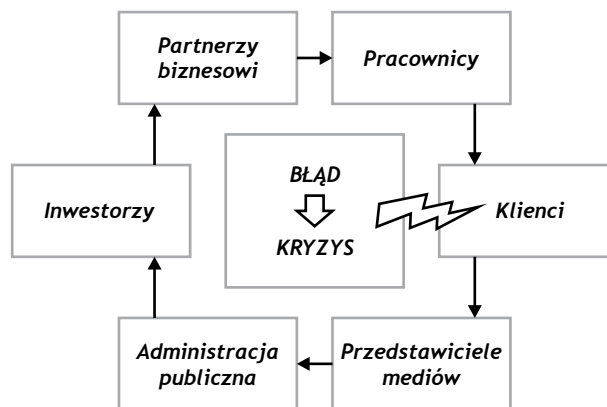 Partnerzy
biznesowi
Pracownicy
Inwestorzy
BŁĄD
KRYZYS
Klienci
Administracja
publiczna
Przedstawiciele
mediów